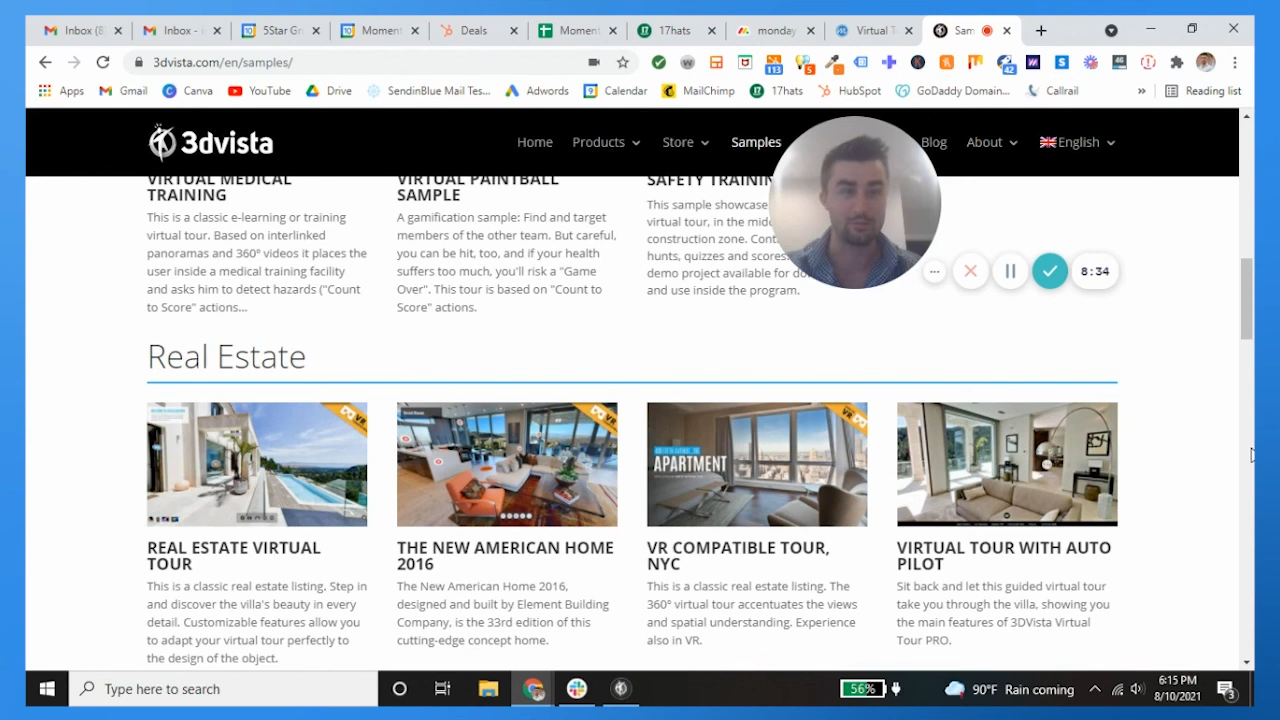 Inbox (8
Inbox - i
5Star Gr
Moment
Deals
Moment
17hats
monday
Virtual T
Sam
3dvista.com/en/samples/
113
5
42
Apps
Gmail
Canva
YouTube
Drive
SendinBlue Mail Tes...
Adwords
Calendar
MailChimp
17hats
HubSpot
GoDaddy Domain...
Callrail
»
Reading list
3dvista
Home
Products
Store
Samples
Blog
About
English
VIRTUAL MEDICAL
TRAINING
This is a classic e-learning or training
virtual tour. Based on interlinked
panoramas and 360º videos it places the
user inside a medical training facility
and asks him to detect hazards ("Count
to Score" actions...
VIRTUAL PAINTBALL
SAMPLE
A gamification sample: Find and target
members of the other team. But careful,
you can be hit, too, and if your health
suffers too much, you'll risk a "Game
Over". This tour is based on "Count to
Score" actions.
SAFETY TRAININ
This sample showcase
virtual tour, in the midd
construction zone. Cont
hunts, quizzes and scores.
demo project available for do
and use inside the program.
8:34
Real Estate
VR
VR
APARTMENT
VR
REAL ESTATE VIRTUAL
TOUR
This is a classic real estate listing. Step in
and discover the villa's beauty in every
detail. Customizable features allow you
to adapt your virtual tour perfectly to
the design of the object.
THE NEW AMERICAN HOME
2016
The New American Home 2016,
designed and built by Element Building
Company, is the 33rd edition of this
cutting-edge concept home.
VR COMPATIBLE TOUR,
NYC
This is a classic real estate listing. The
360º virtual tour accentuates the views
and spatial understanding. Experience
also in VR.
VIRTUAL TOUR WITH AUTO
PILOT
Sit back and let this guided virtual tour
take you through the villa, showing you
the main features of 3DVista Virtual
Tour PRO.
Type here to search
56%
90°F Rain coming
6:15 PM
8/10/2021
3